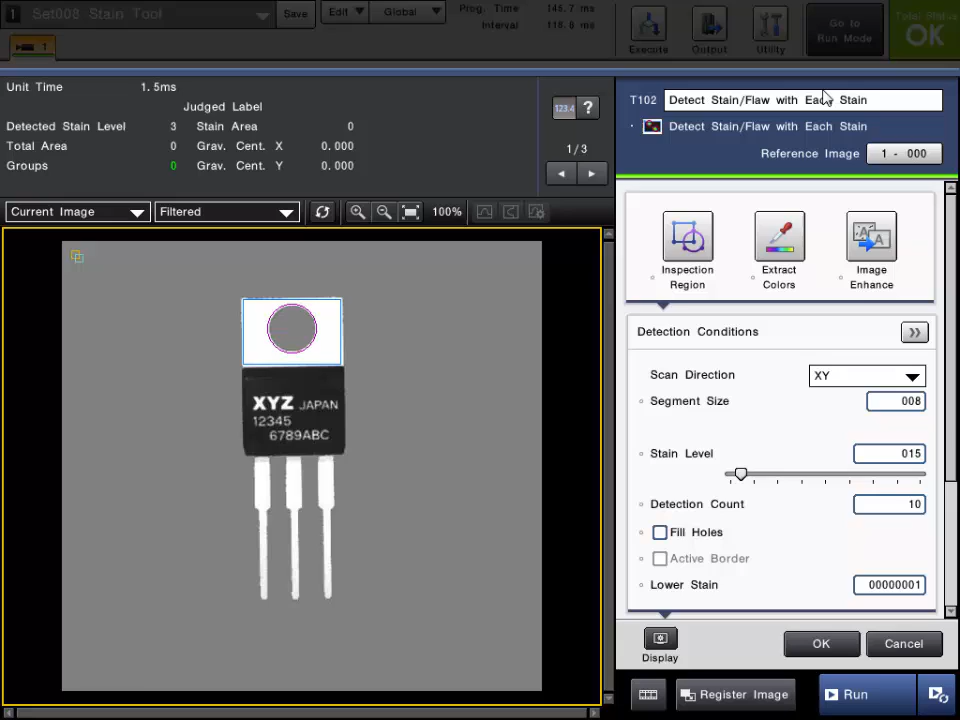 1 Set008 Stain Tool Save Edit Global Prog. Time 145.7 ms
Interval 116.6 ms
Execute Output Utility
Go to
Run Mode
Total Status
OK
1
Unit Time 1.5ms
Judged Label
Detected Stain Level 3 Stain Area 0
Total Area 0 Grav. Cent. X 0.000
Groups 0 Grav. Cent. Y 0.000
123.4 ?
1/3
T102 Detect Stain/Flaw with Each Stain
Detect Stain/Flaw with Each Stain
Reference Image 1 - 000
Current Image Filtered 100%
Inspection
Region
Extract
Colors
Image
Enhance
Detection Conditions
Scan Direction XY
Segment Size 008
Stain Level 015
Detection Count 10
Fill Holes
Active Border
Lower Stain 00000001
XYZ JAPAN
12345
6789ABC
Display
OK
Cancel
Register Image
Run